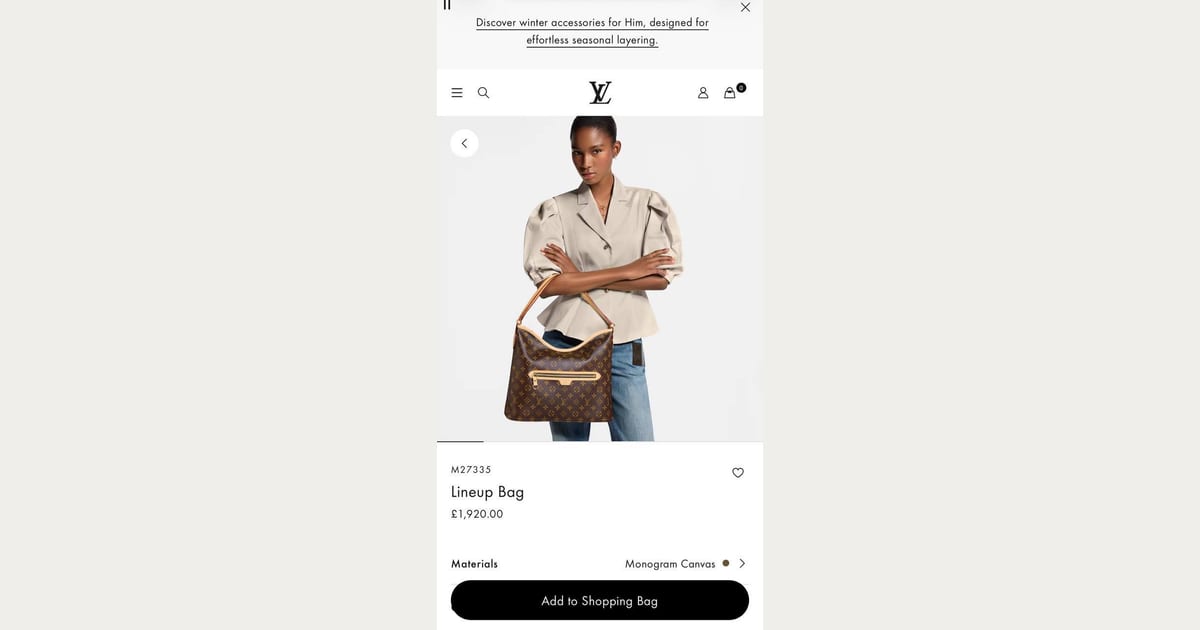 Discover winter accessories for Him, designed for
effortless seasonal layering.
LV
0
M27335
Lineup Bag
£1,920.00
Materials Monogram Canvas
Add to Shopping Bag